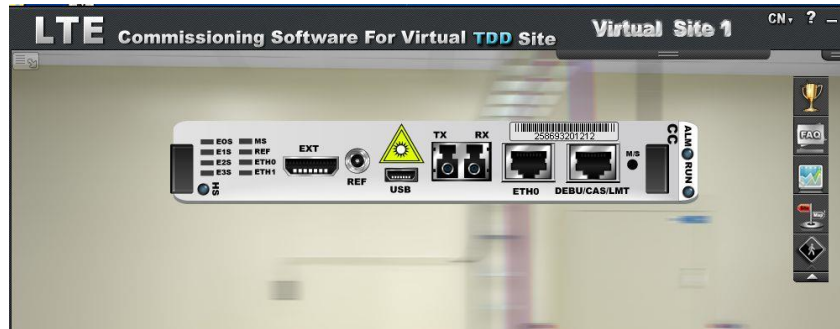 LTE Commissioning Software For Virtual TDD Site
Virtual Site 1
CN ? –
EOS MS
E1S REF
E2S ETH0
E3S ETH1
HS
EXT
REF
USB
TX RX
258693201212
ETH0
DEBU/CAS/LMT
M/S
CC
ALM
RUN
FAQ